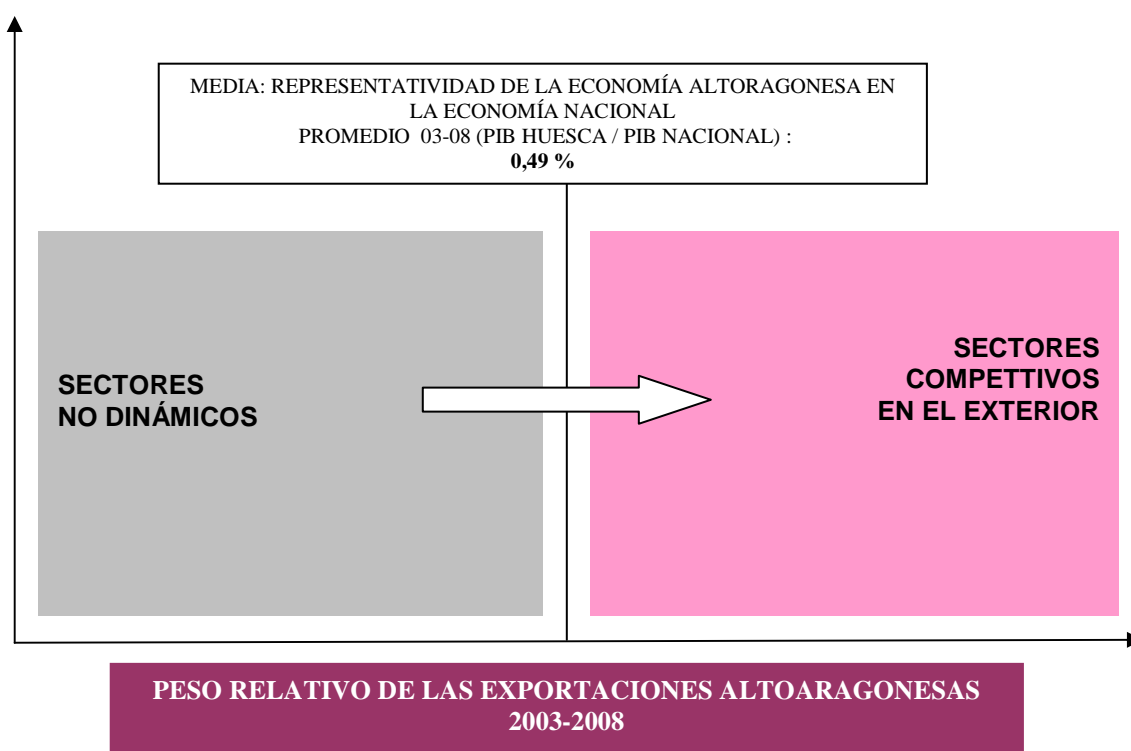 MEDIA: REPRESENTATIVIDAD DE LA ECONOMÍA ALTORAGONESA EN
LA ECONOMÍA NACIONAL
PROMEDIO 03-08 (PIB HUESCA / PIB NACIONAL) :
0,49 %
SECTORES
NO DINÁMICOS
SECTORES
COMPETTIVOS
EN EL EXTERIOR
PESO RELATIVO DE LAS EXPORTACIONES ALTOARAGONESAS
2003-2008